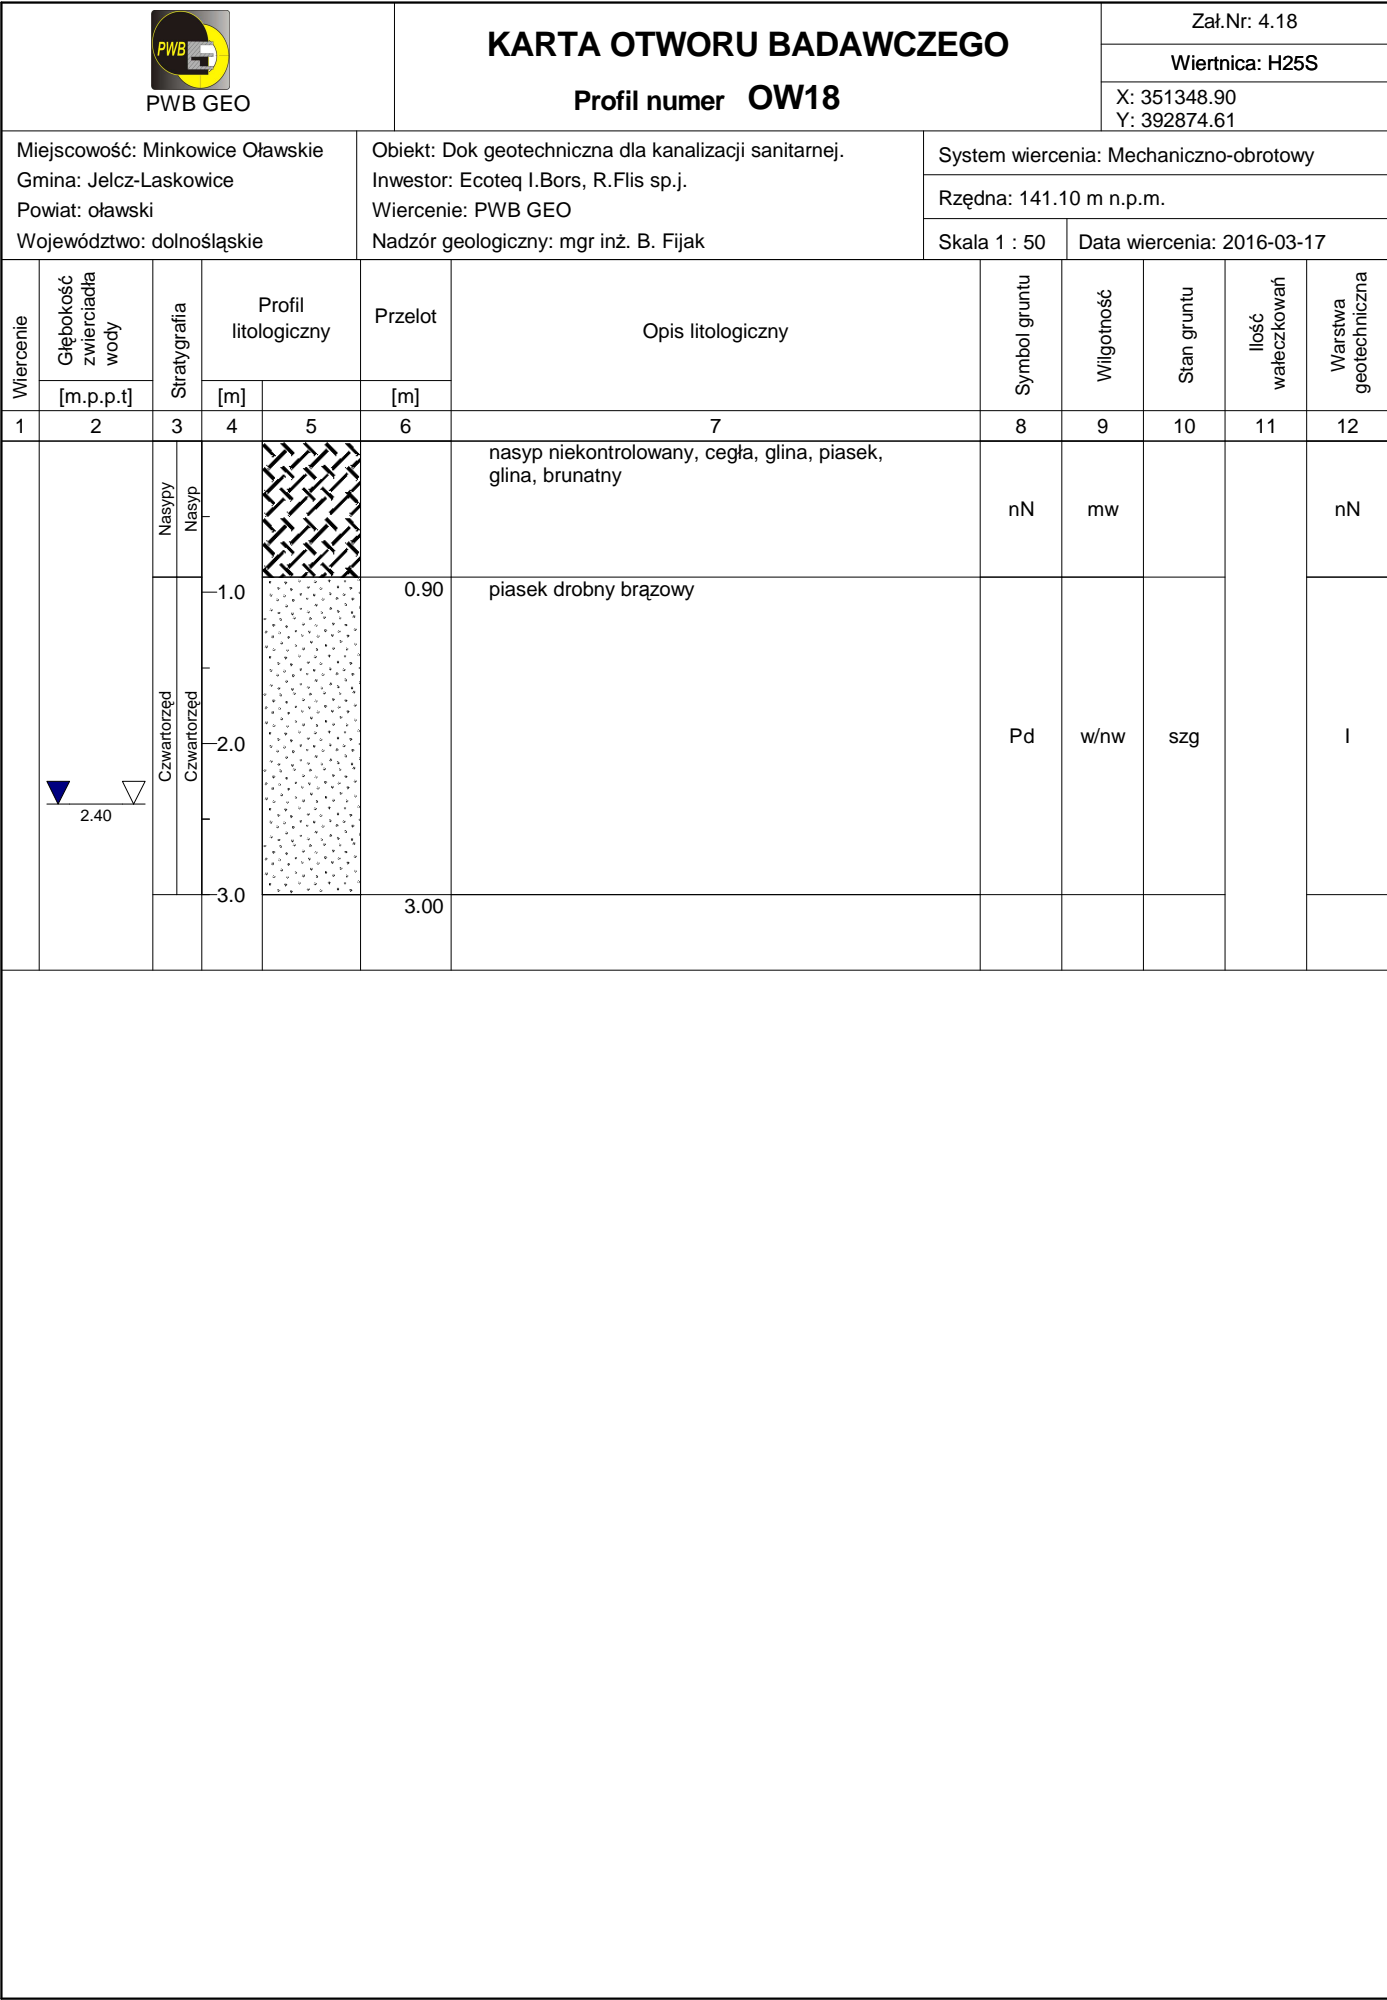 PWB
PWB GEO
KARTA OTWORU BADAWCZEGO
Profil numer OW18
Zał.Nr: 4.18
Wiertnica: H25S
X: 351348.90
Y: 392874.61
Miejscowość: Minkowice Oławskie
Gmina: Jelcz-Laskowice
Powiat: oławski
Województwo: dolnośląskie
Obiekt: Dok geotechniczna dla kanalizacji sanitarnej.
Inwestor: Ecoteq I.Bors, R.Flis sp.j.
Wiercenie: PWB GEO
Nadzór geologiczny: mgr inż. B. Fijak
System wiercenia: Mechaniczno-obrotowy
Rzędna: 141.10 m n.p.m.
Skala 1 : 50
Data wiercenia: 2016-03-17
Wiercenie
Głębokość
zwierciadła
wody
[m.p.p.t]
Stratygrafia
Profil
litologiczny
[m]
Przelot
[m]
Opis litologiczny
Symbol gruntu
Wilgotność
Stan gruntu
Ilość
wałeczkowań
Warstwa
geotechniczna
1 2 3 4 5 6 7 8 9 10 11 12
Nasypy
Nasyp
nasyp niekontrolowany, cegła, glina, piasek,
glina, brunatny
nN mw nN
1.0
0.90
piasek drobny brązowy
Czwartorzęd
Czwartorzęd
2.0
Pd w/nw szg I
2.40
3.0
3.00